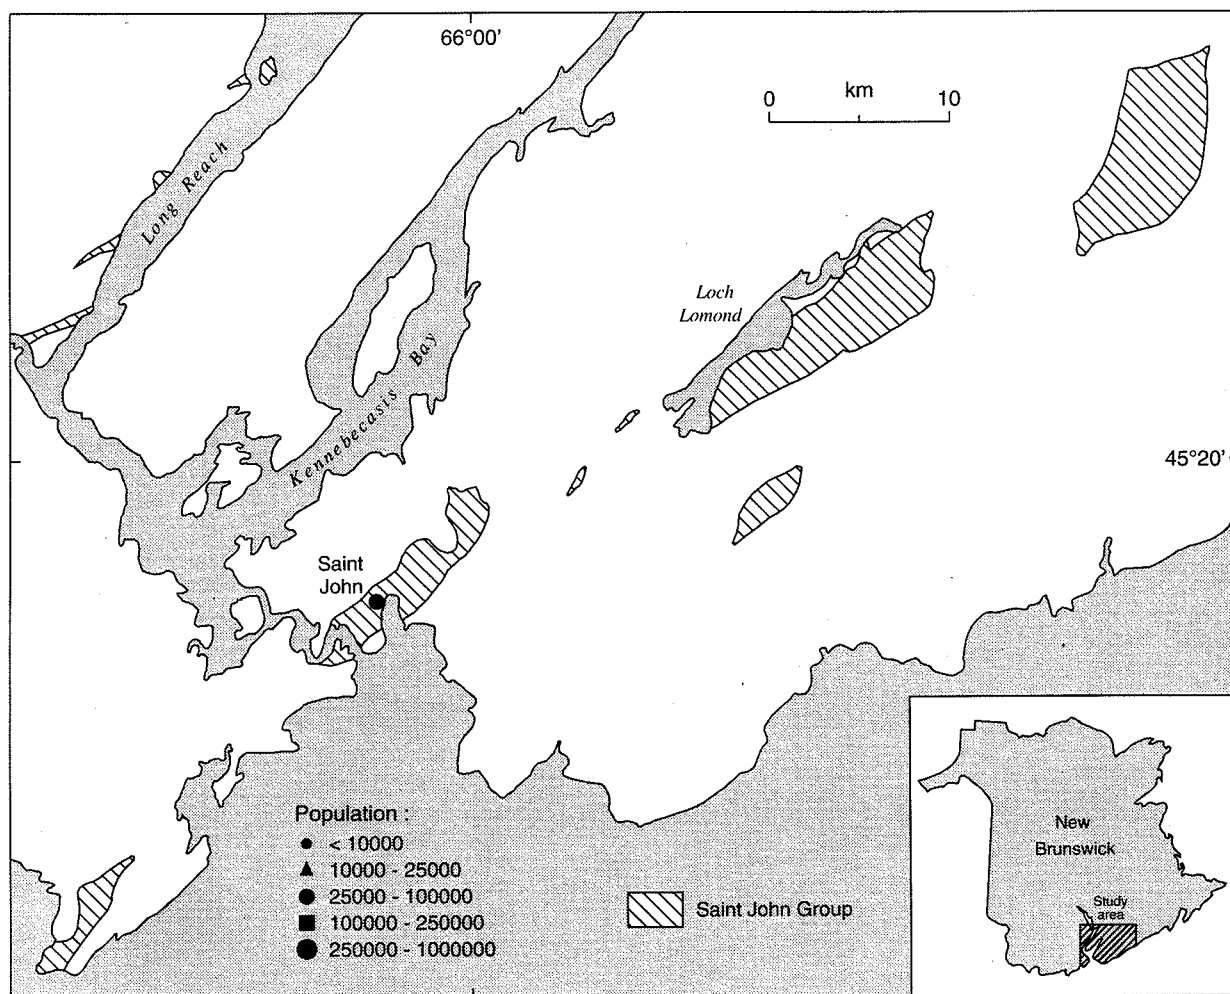 66°00'
0 km 10
Long Reach
Loch
Lomond
Kennebecasis Bay
45°20'
Saint
John
Population :
< 10000
10000 - 25000
25000 - 100000
100000 - 250000
250000 - 1000000
Saint John Group
New
Brunswick
Study
area